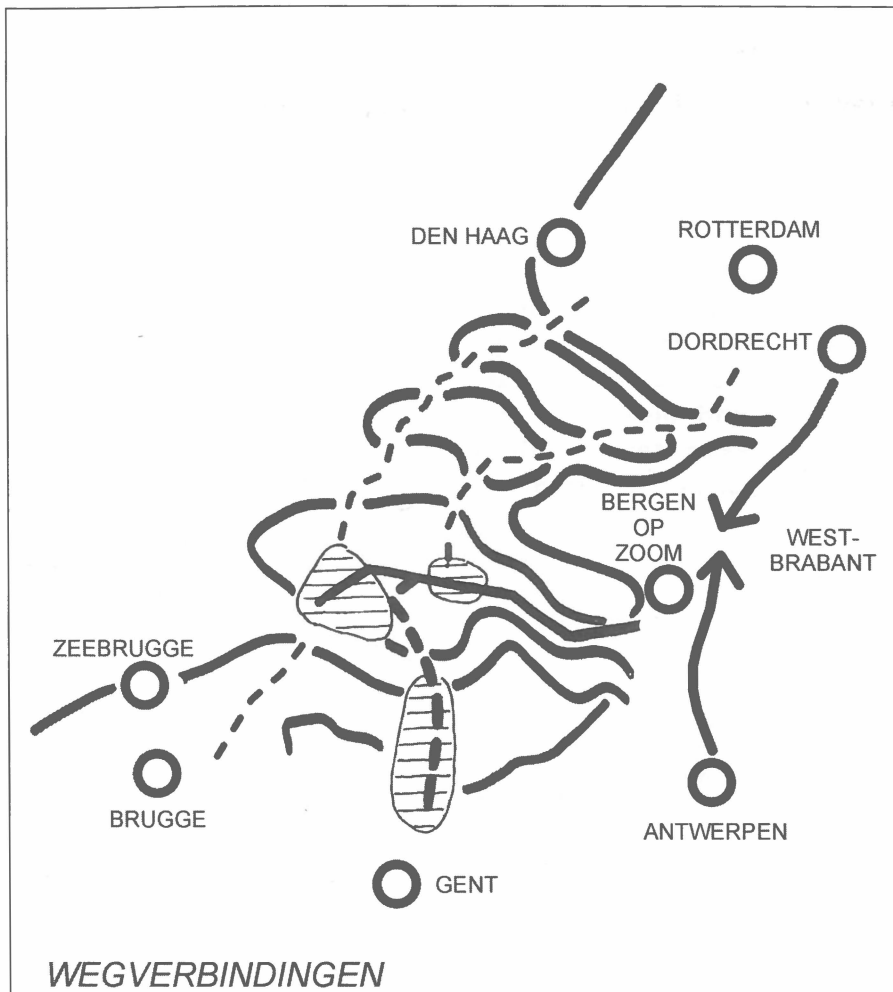 DEN HAAG
ROTTERDAM
DORDRECHT
BERGEN
OP
ZOOM
WEST-
BRABANT
ZEEBRUGGE
BRUGGE
ANTWERPEN
GENT
WEGVERBINDINGEN